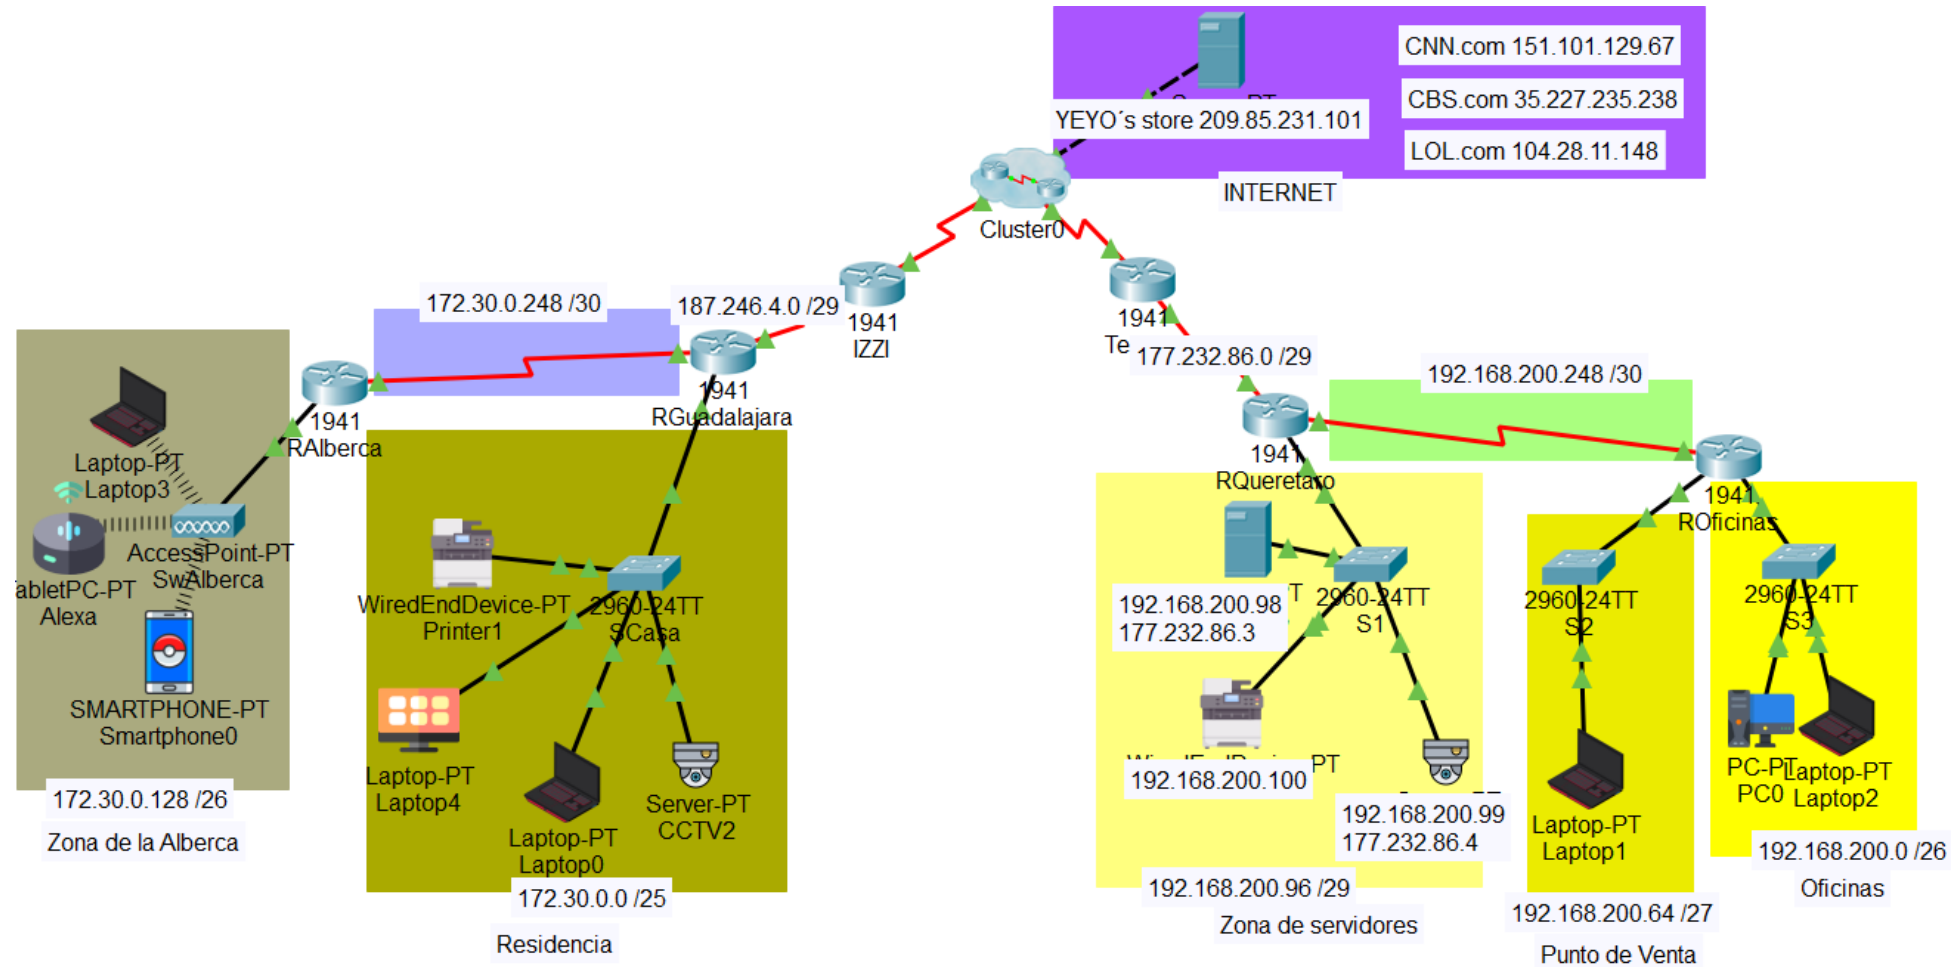 CNN.com 151.101.129.67
CBS.com 35.227.235.238
YEYO´s store 209.85.231.101
LOL.com 104.28.11.148
INTERNET
Cluster0
172.30.0.248 /30
187.246.4.0 /29
1941
IZZI
1941
Te
177.232.86.0 /29
192.168.200.248 /30
1941
RAlberca
1941
RGuadalajara
1941
RQueretaro
1941
ROficinas
Laptop-PT
Laptop3
AccessPoint-PT
SwAlberca
TabletPC-PT
Alexa
SMARTPHONE-PT
Smartphone0
172.30.0.128 /26
Zona de la Alberca
WiredEndDevice-PT
Printer1
2960-24TT
SCasa
Laptop-PT
Laptop4
Laptop-PT
Laptop0
Server-PT
CCTV2
172.30.0.0 /25
Residencia
192.168.200.98
177.232.86.3
2960-24TT
S1
192.168.200.100
192.168.200.99
177.232.86.4
192.168.200.96 /29
Zona de servidores
2960-24TT
S2
Laptop-PT
Laptop1
192.168.200.64 /27
Punto de Venta
2960-24TT
S3
PC-PT
PC0
Laptop-PT
Laptop2
192.168.200.0 /26
Oficinas